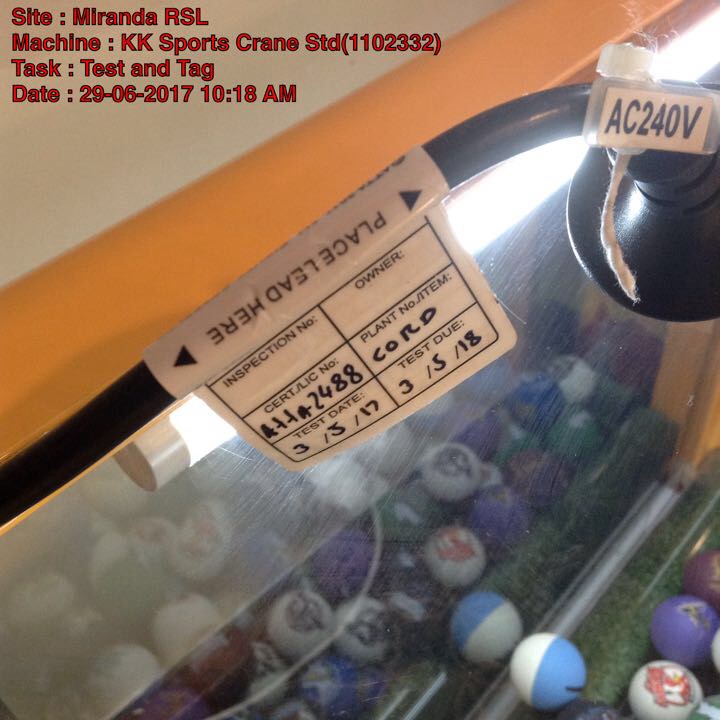 Site : Miranda RSL
Machine : KK Sports Crane Std(1102332)
Task : Test and Tag
Date : 29-06-2017 10:18 AM
AC240V
PLACE LEAD HERE
INSPECTION No:
OWNER:
CERT./LIC No:
PLANT No./ITEM:
CORD
TEST DATE:
3 /5 /17
TEST DUE:
3 /5 /18